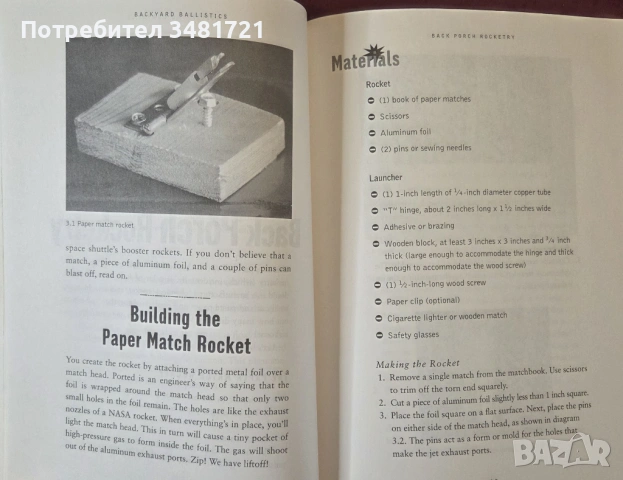 Потребител 3481721
BACKYARD BALLISTICS
3.1 Paper match rocket
space shuttle's booster rockets. If you don't believe that a
match, a piece of aluminum foil, and a couple of pins can
blast off, read on.
Building the
Paper Match Rocket
You create the rocket by attaching a ported metal foil over a
match head. Ported is an engineer's way of saying that the
foil is wrapped around the match head so that only two
small holes in the foil remain. The holes are like the exhaust
nozzles of a NASA rocket. When everything's in place, you'll
light the match head. This in turn will cause a tiny pocket of
high-pressure gas to form inside the foil. The gas will shoot
out of the aluminum exhaust ports. Zip! We have liftoff!
BACK PORCH ROCKETRY
Materials
Rocket
(1) book of paper matches
Scissors
Aluminum foil
(2) pins or sewing needles
Launcher
(1) 1-inch length of 1/4-inch diameter copper tube
"T" hinge, about 2 inches long x 1 1/2 inches wide
Adhesive or brazing
Wooden block, at least 3 inches x 3 inches and 3/4 inch
thick (large enough to accommodate the hinge and thick
enough to accommodate the wood screw)
(1) 1/2-inch-long wood screw
Paper clip (optional)
Cigarette lighter or wooden match
Safety glasses
Making the Rocket
1. Remove a single match from the matchbook. Use scissors
to trim off the torn end squarely.
2. Cut a piece of aluminum foil slightly less than 1 inch square.
3. Place the foil square on a flat surface. Next, place the pins
on either side of the match head, as shown in diagram
3.2. The pins act as a form or mold for the holes that
make the jet exhaust ports.
BAZAR